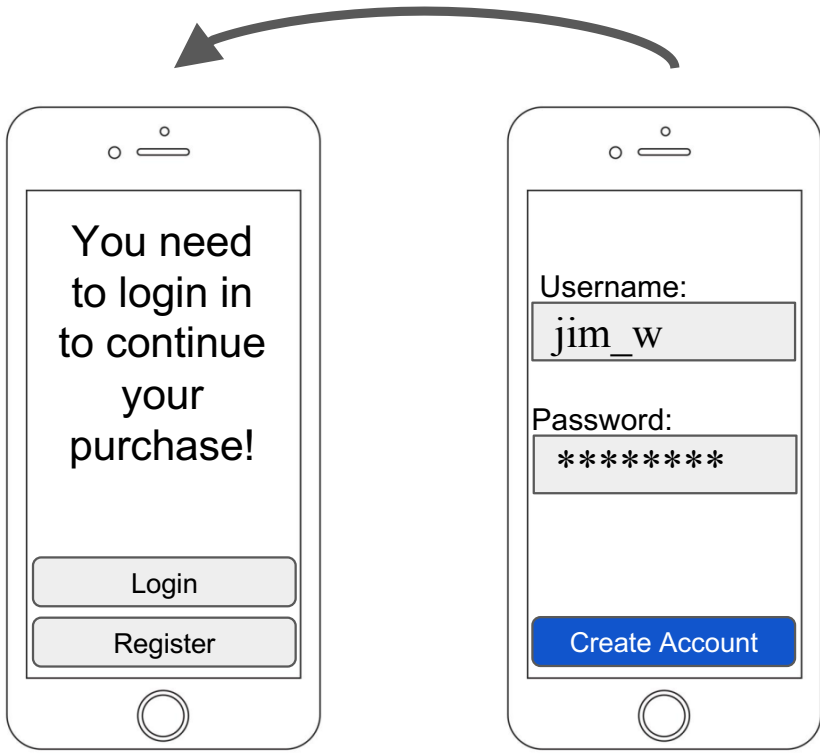 You need
to login in
to continue
your
purchase!
Login
Register
Username:
jim_w
Password:
********
Create Account